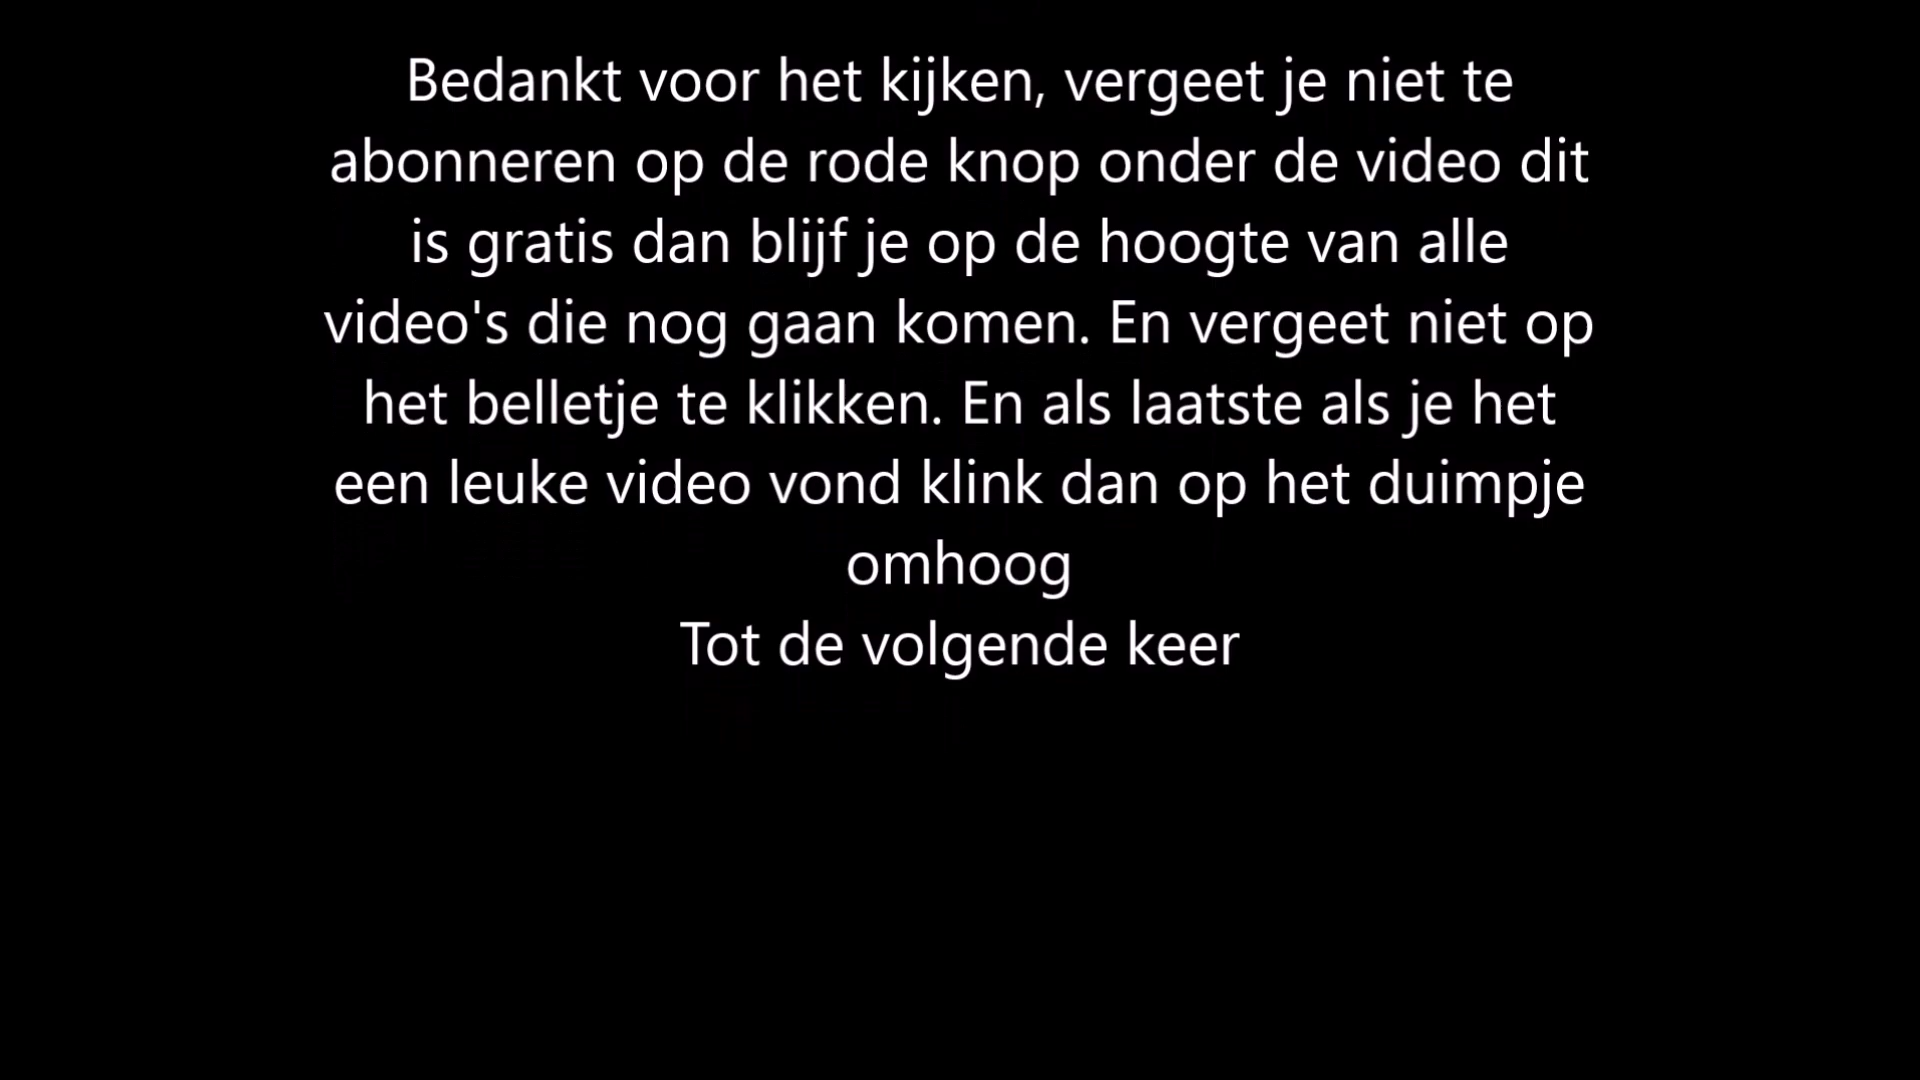 Bedankt voor het kijken, vergeet je niet te
abonneren op de rode knop onder de video dit
is gratis dan blijf je op de hoogte van alle
video's die nog gaan komen. En vergeet niet op
het belletje te klikken. En als laatste als je het
een leuke video vond klink dan op het duimpje
omhoog
Tot de volgende keer